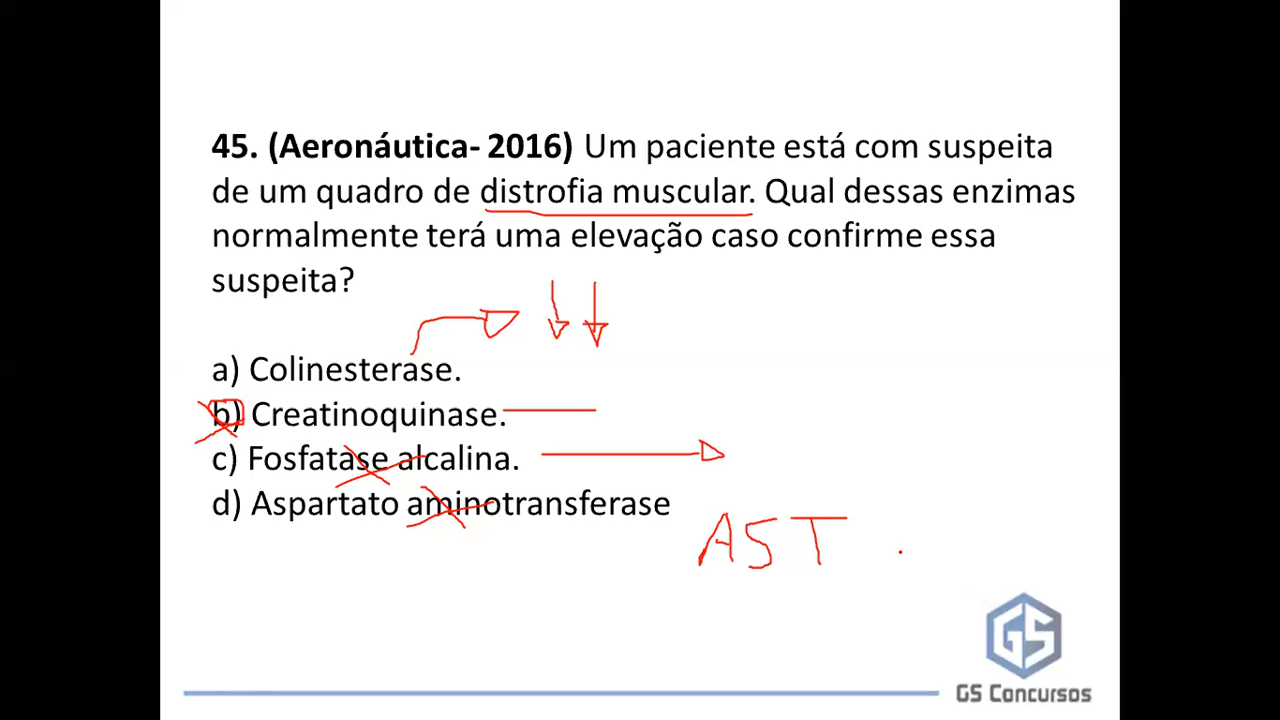 45. (Aeronáutica- 2016) Um paciente está com suspeita
de um quadro de distrofia muscular. Qual dessas enzimas
normalmente terá uma elevação caso confirme essa
suspeita?
a) Colinesterase.
b) Creatinoquinase.
c) Fosfatase alcalina.
d) Aspartato aminotransferase
AST
GS
GS Concursos